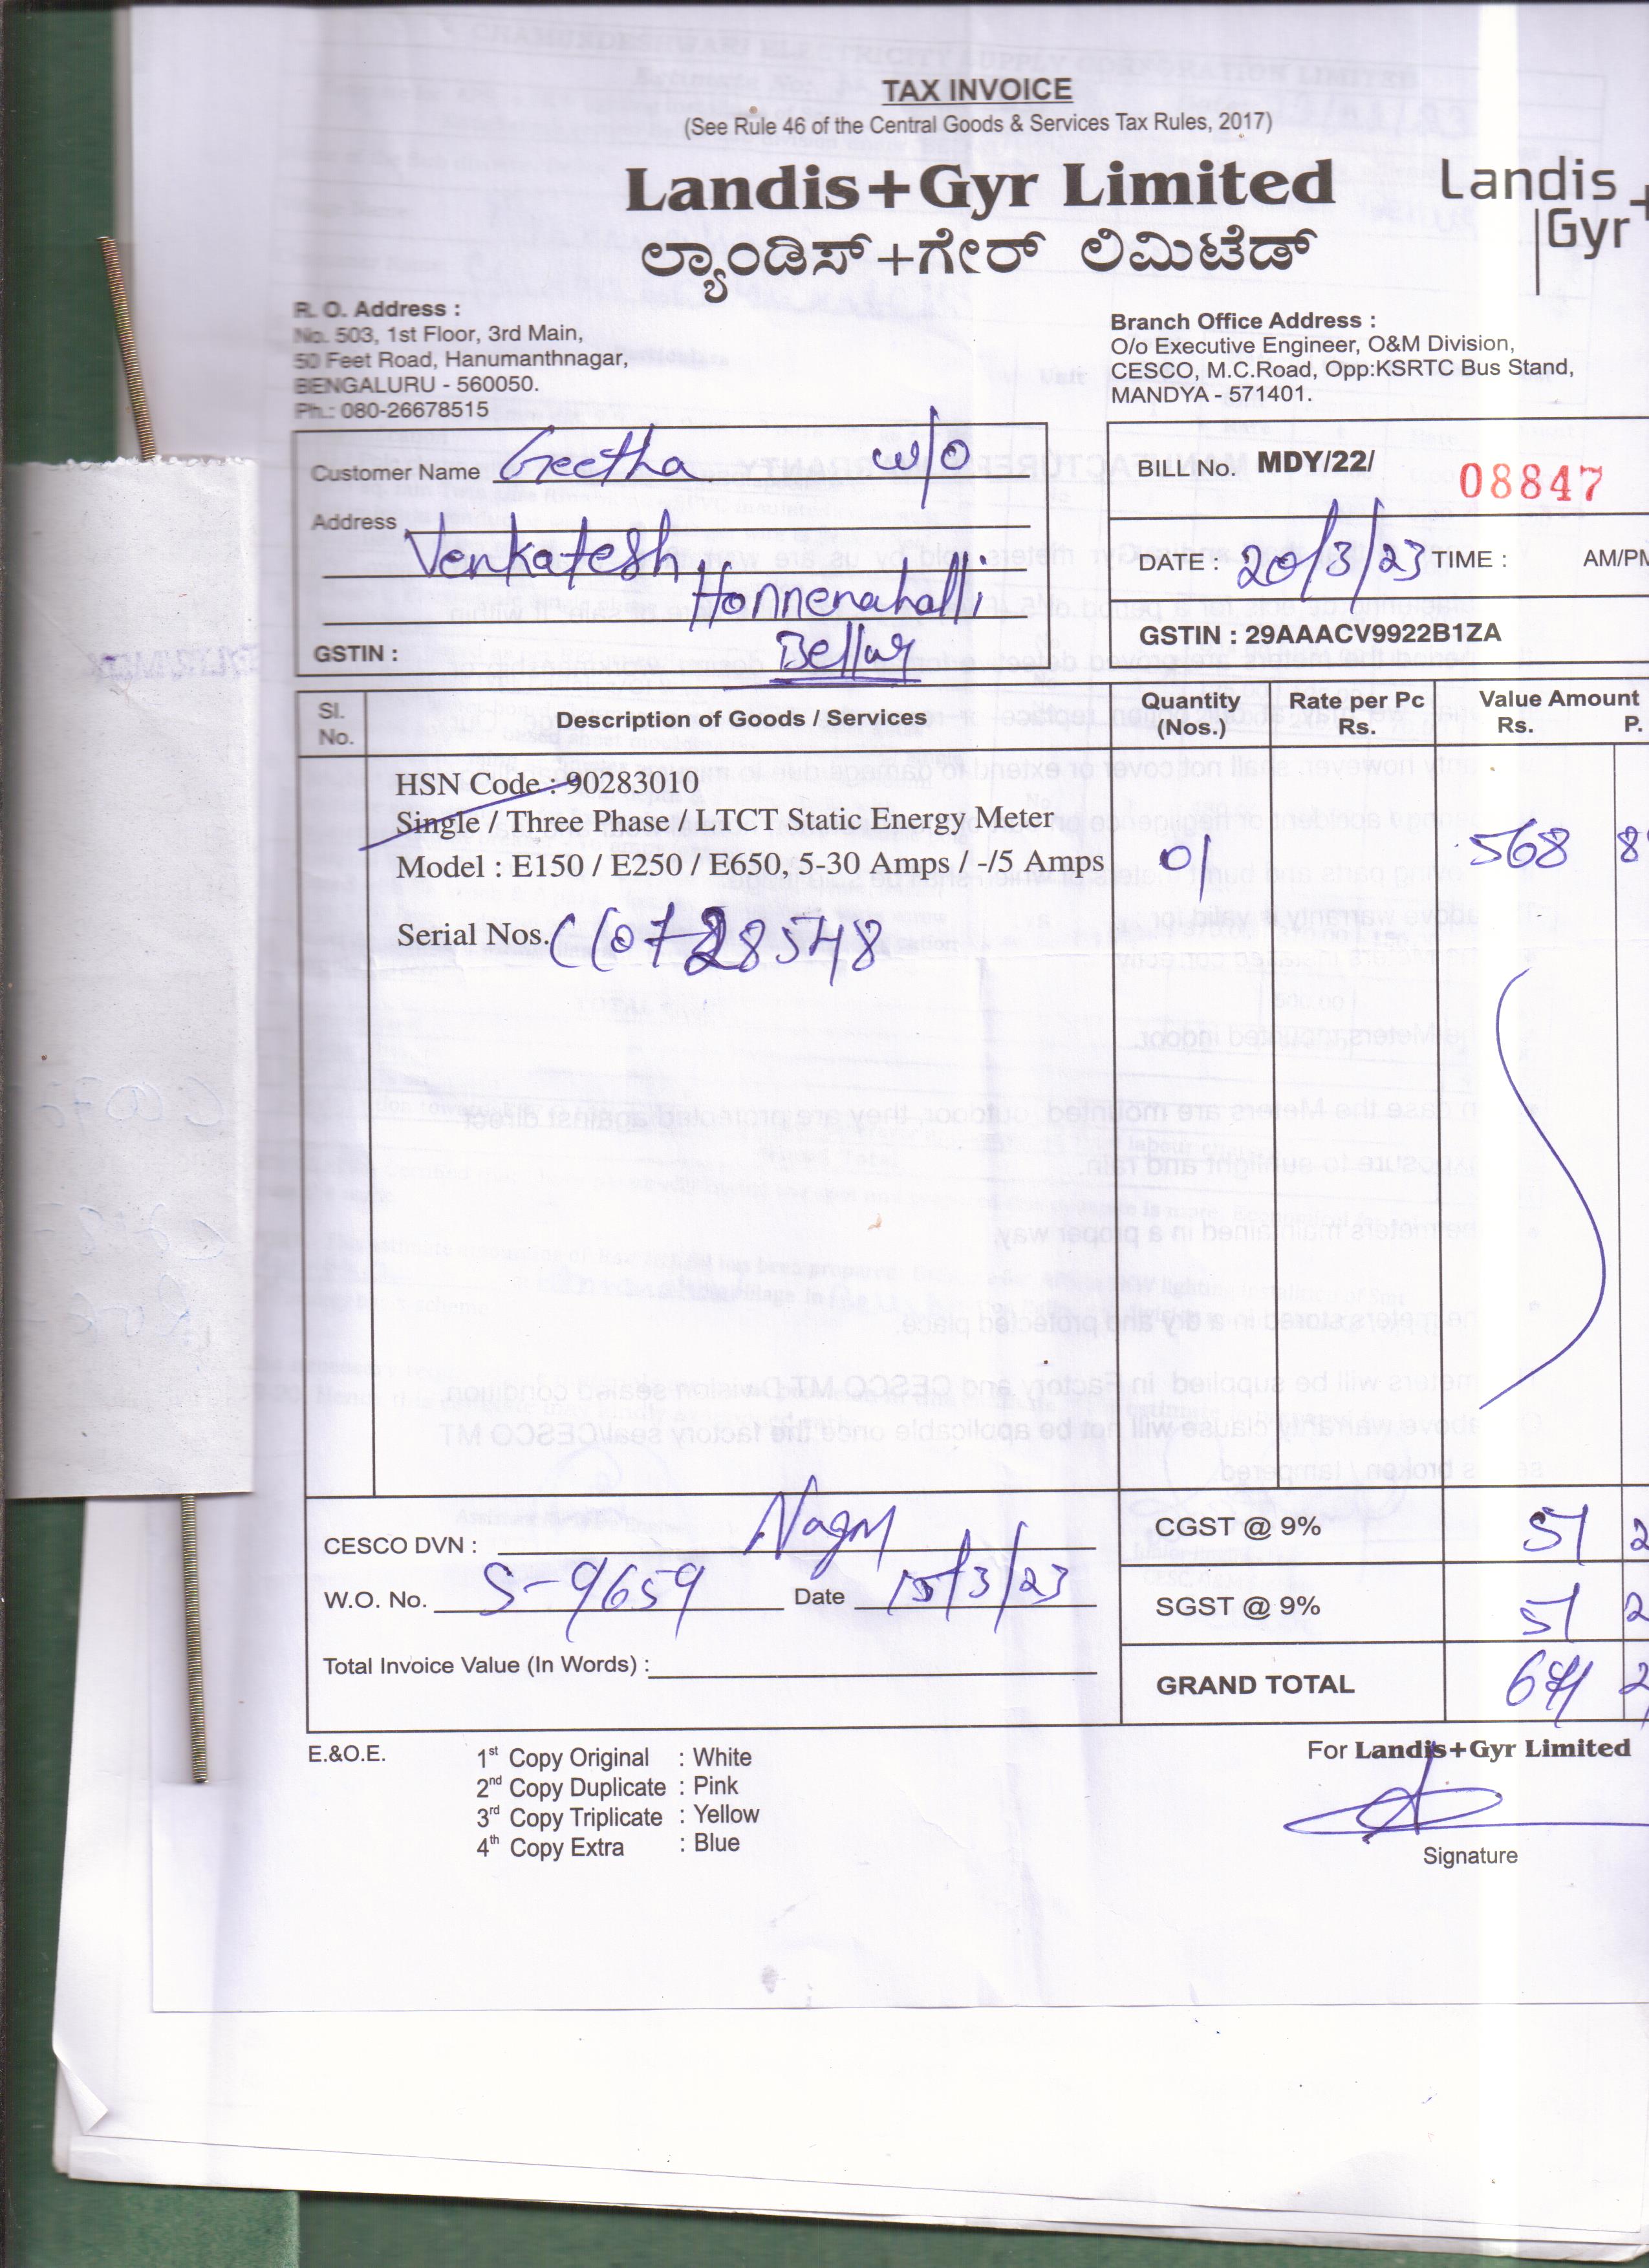 TAX INVOICE
(See Rule 46 of the Central Goods & Services Tax Rules, 2017)
Landis+Gyr Limited
Landis+
Gyr
ಲ್ಯಾಂಡಿಸ್+ಗೇರ್ ಲಿಮಿಟೆಡ್
R. O. Address :
No. 503, 1st Floor, 3rd Main,
50 Feet Road, Hanumanthnagar,
BENGALURU - 560050.
Ph.: 080-26678515
Branch Office Address :
O/o Executive Engineer, O&M Division,
CESCO, M.C.Road, Opp:KSRTC Bus Stand,
MANDYA - 571401.
Customer Name Geetha w/o
Address Venkatesh
Honnenahalli
GSTIN : Bellur
BILL No. MDY/22/ 08847
DATE : 20/3/23 TIME : AM/PM
GSTIN : 29AAACV9922B1ZA
Sl. No. Description of Goods / Services Quantity (Nos.) Rate per Pc Rs. Value Amount Rs. P.
HSN Code : 90283010
Single / Three Phase / LTCT Static Energy Meter
Model : E150 / E250 / E650, 5-30 Amps / -/5 Amps 01 568 8
Serial Nos. CC0728548
CESCO DVN : Nagm
W.O. No. S-9659 Date 15/3/23
Total Invoice Value (In Words) :
CGST @ 9% 51 2
SGST @ 9% 51 2
GRAND TOTAL 671 2
E.&O.E.
1st Copy Original : White
2nd Copy Duplicate : Pink
3rd Copy Triplicate : Yellow
4th Copy Extra : Blue
For Landis+Gyr Limited
Signature